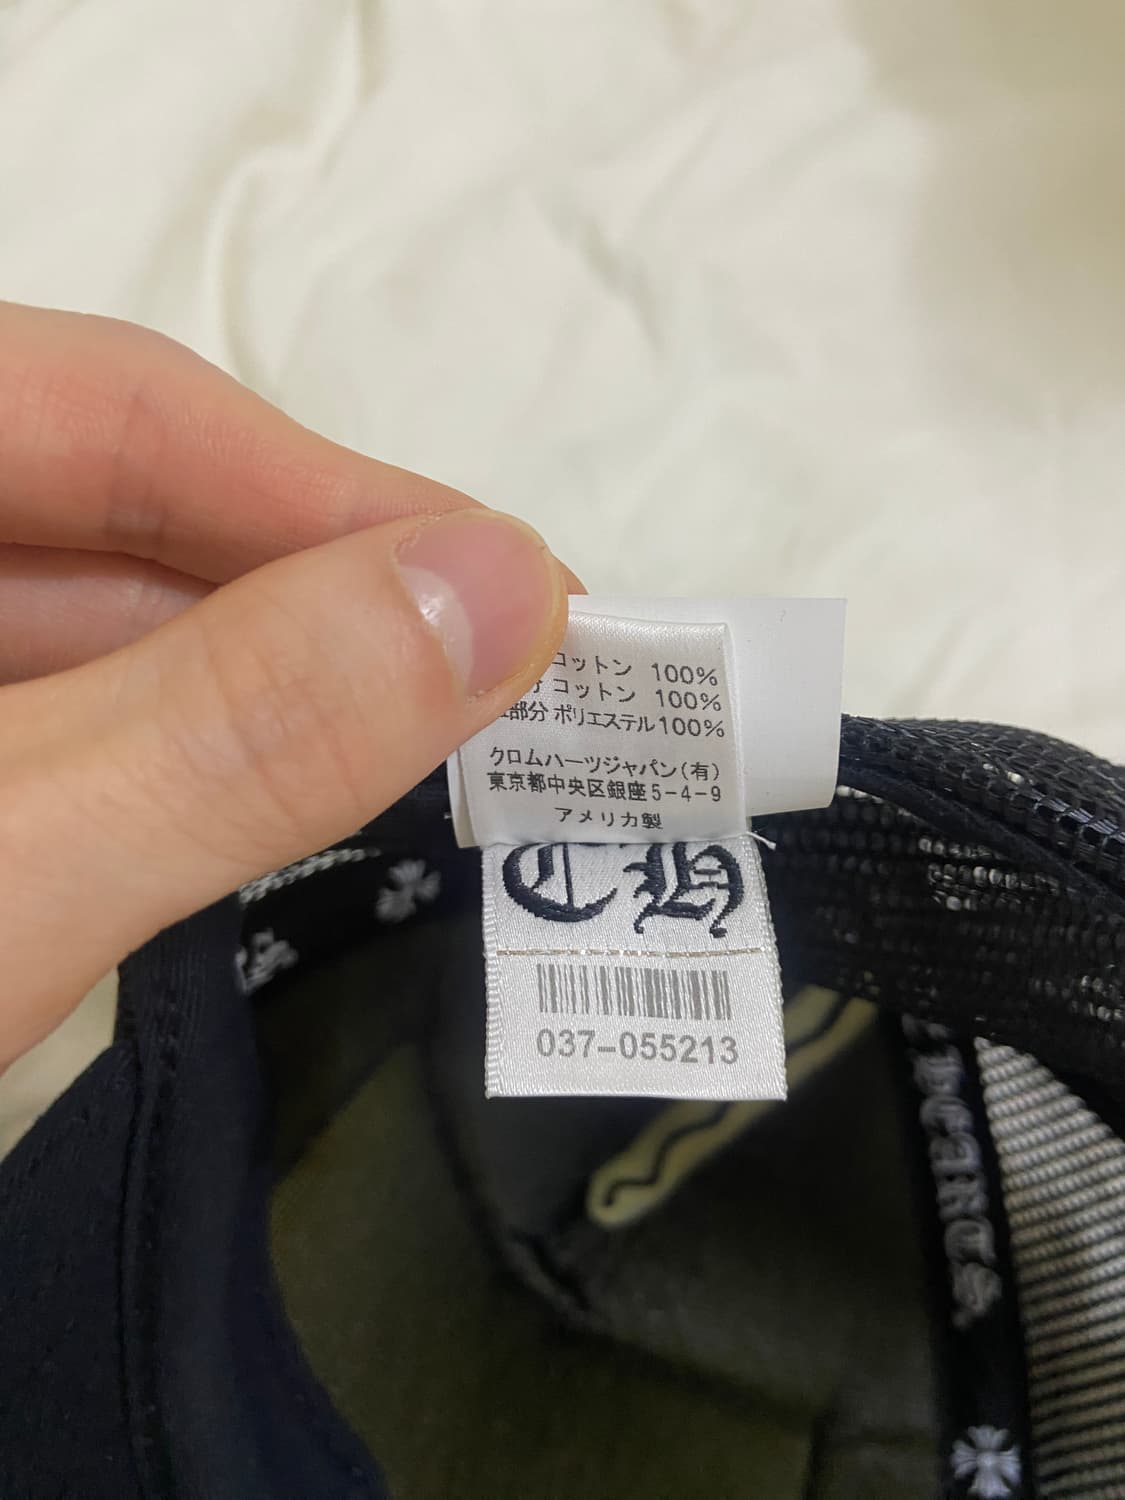 コットン 100%
分 コットン 100%
部分 ポリエステル100%
クロムハーツジャパン(有)
東京都中央区銀座5-4-9
アメリカ製
CH
037-055213
HEARTS